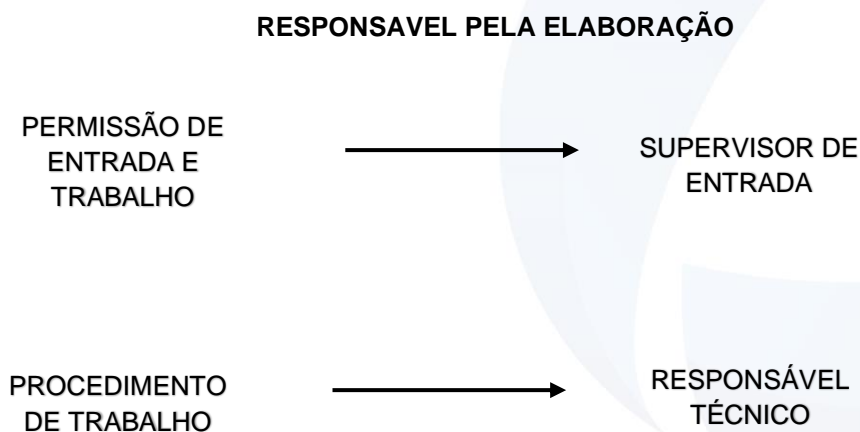 RESPONSAVEL PELA ELABORAÇÃO
PERMISSÃO DE
ENTRADA E
TRABALHO
SUPERVISOR DE
ENTRADA
PROCEDIMENTO
DE TRABALHO
RESPONSÁVEL
TÉCNICO